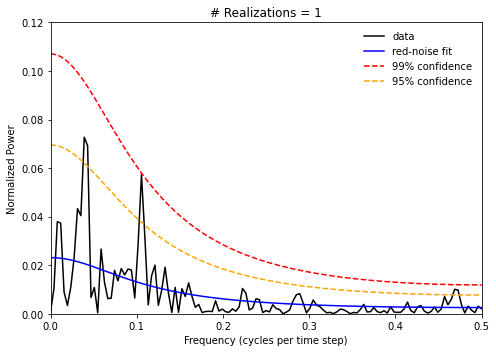 # Realizations = 1
0.12
0.10
0.08
0.06
0.04
0.02
0.00
Normalized Power
data
red-noise fit
99% confidence
95% confidence
0.0
0.1
0.2
0.3
0.4
0.5
Frequency (cycles per time step)